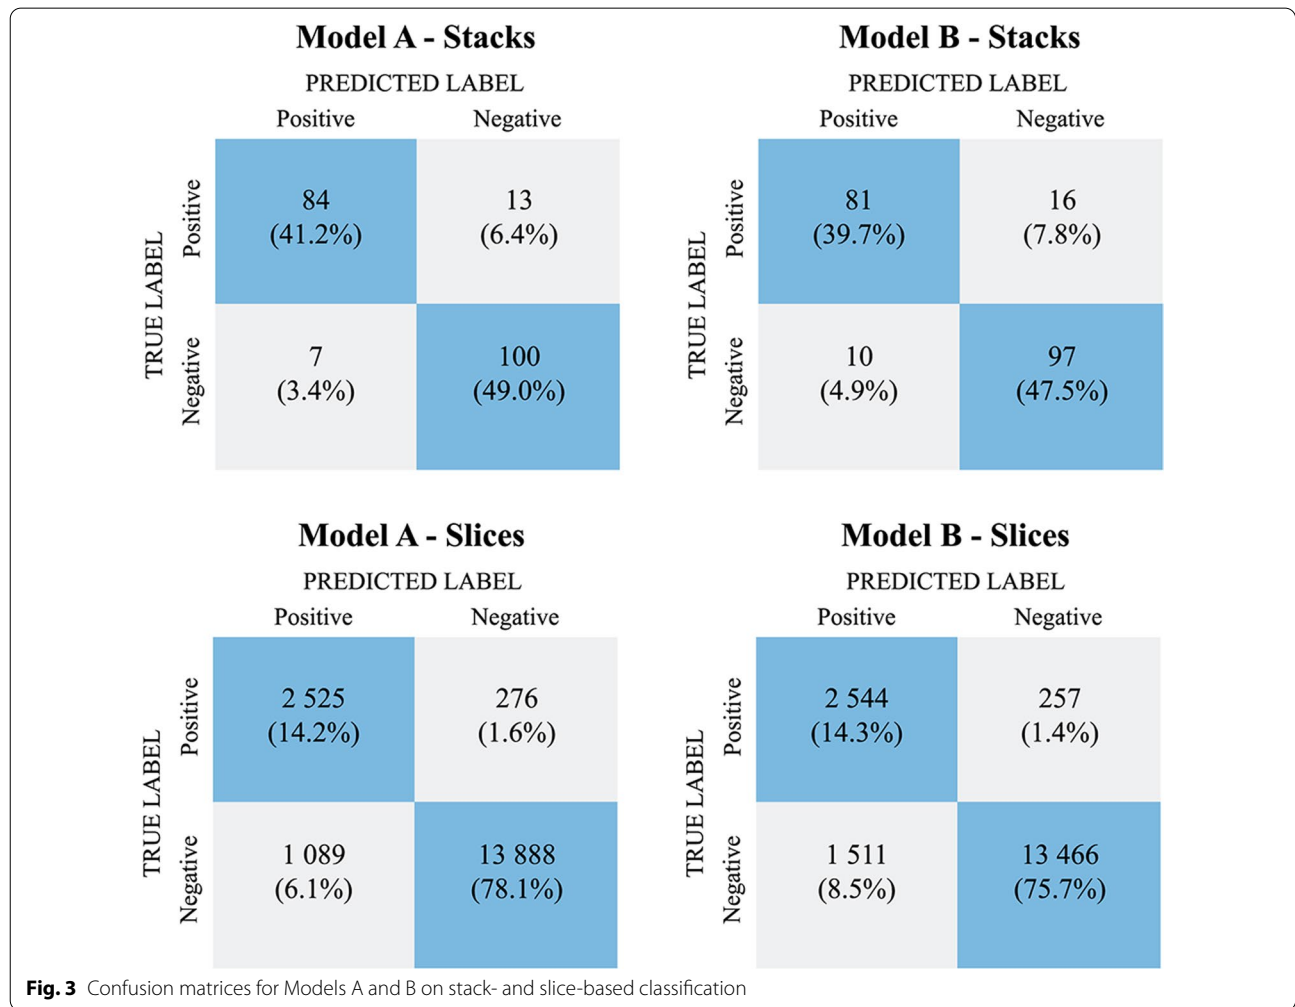 Model A - Stacks
PREDICTED LABEL
Positive Negative
TRUE LABEL
Positive
84
(41.2%)
13
(6.4%)
Negative
7
(3.4%)
100
(49.0%)
Model B - Stacks
PREDICTED LABEL
Positive Negative
TRUE LABEL
Positive
81
(39.7%)
16
(7.8%)
Negative
10
(4.9%)
97
(47.5%)
Model A - Slices
PREDICTED LABEL
Positive Negative
TRUE LABEL
Positive
2 525
(14.2%)
276
(1.6%)
Negative
1 089
(6.1%)
13 888
(78.1%)
Model B - Slices
PREDICTED LABEL
Positive Negative
TRUE LABEL
Positive
2 544
(14.3%)
257
(1.4%)
Negative
1 511
(8.5%)
13 466
(75.7%)
Fig. 3 Confusion matrices for Models A and B on stack- and slice-based classification